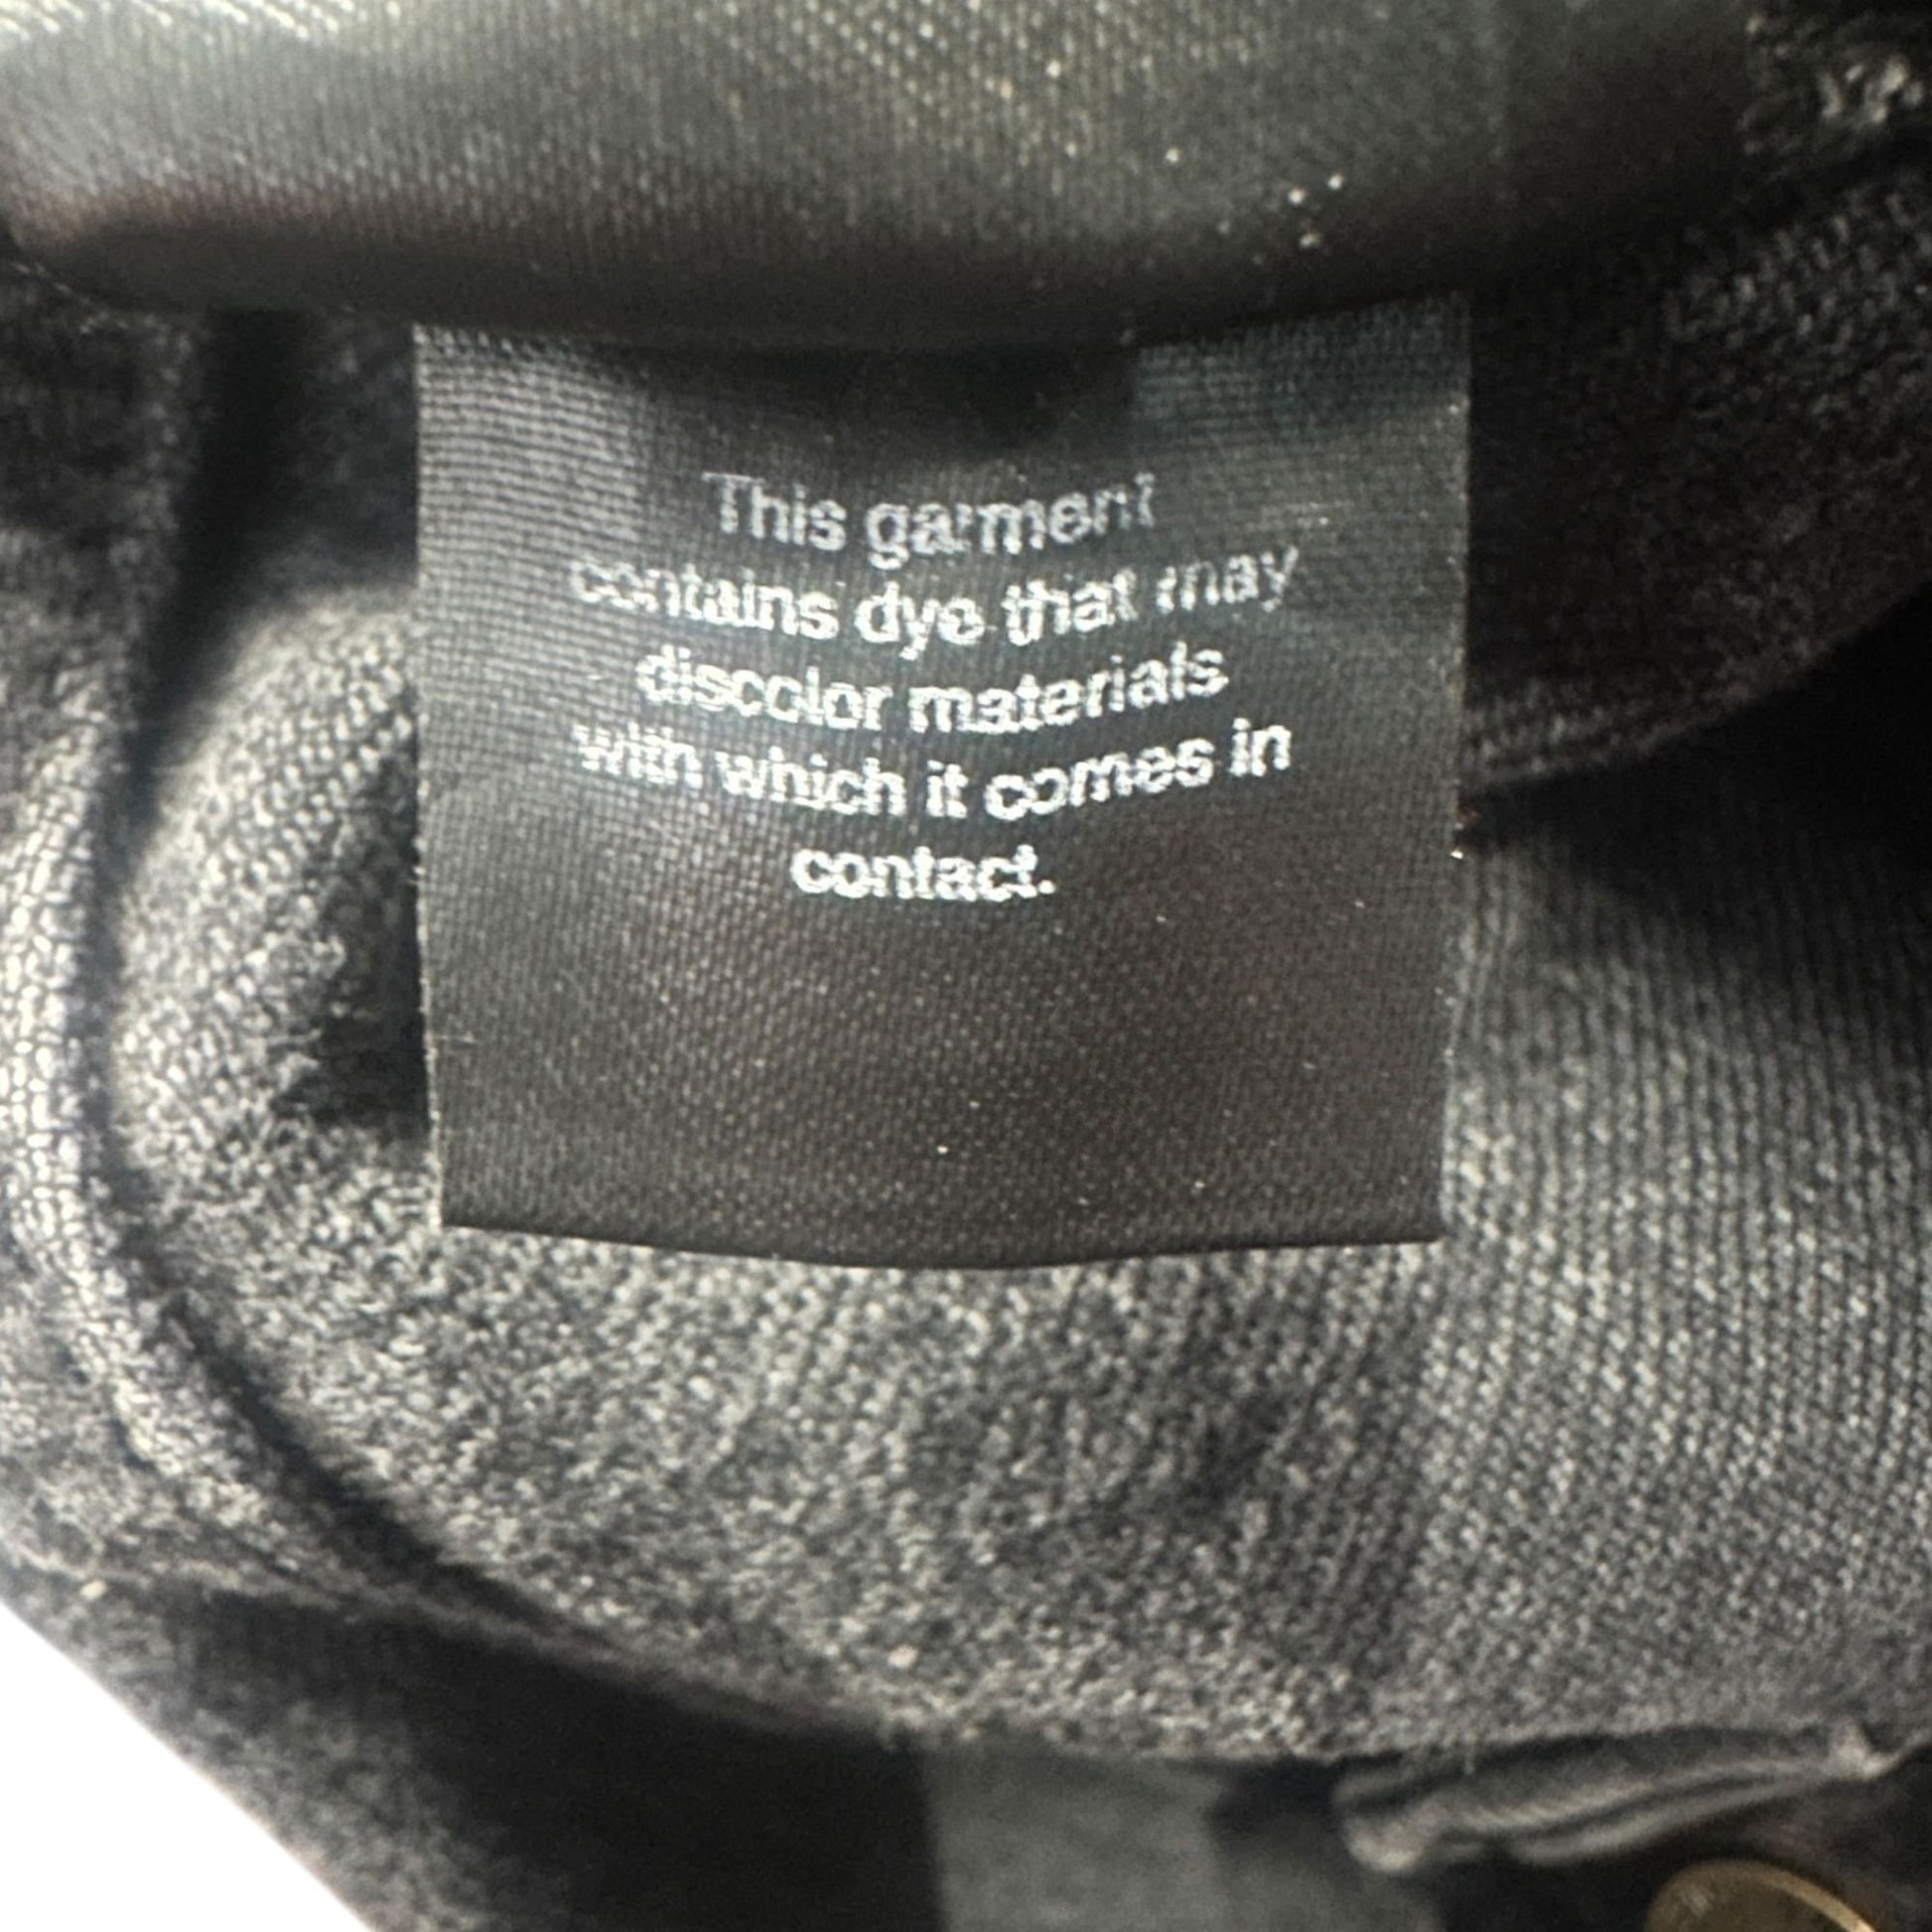 This garment
contains dye that may
discolor materials
with which it comes in
contact.